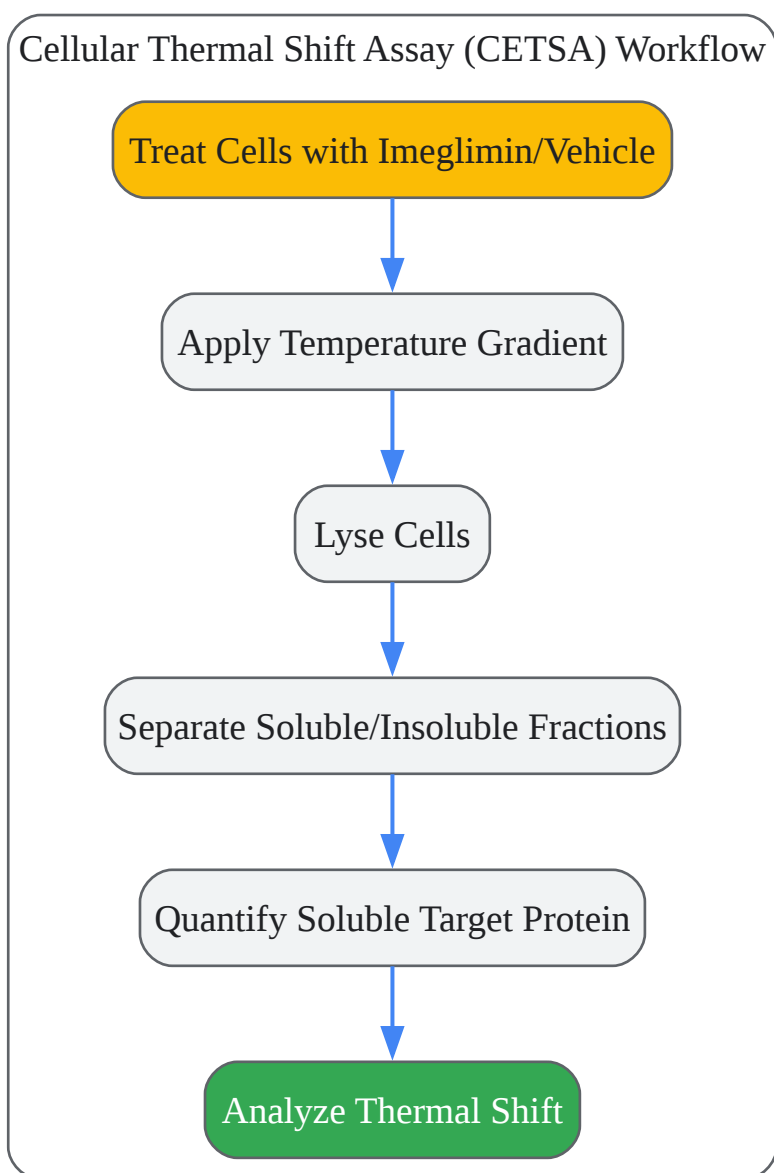 Cellular Thermal Shift Assay (CETSA) Workflow
Treat Cells with Imeglimin/Vehicle
Apply Temperature Gradient
Lyse Cells
Separate Soluble/Insoluble Fractions
Quantify Soluble Target Protein
Analyze Thermal Shift